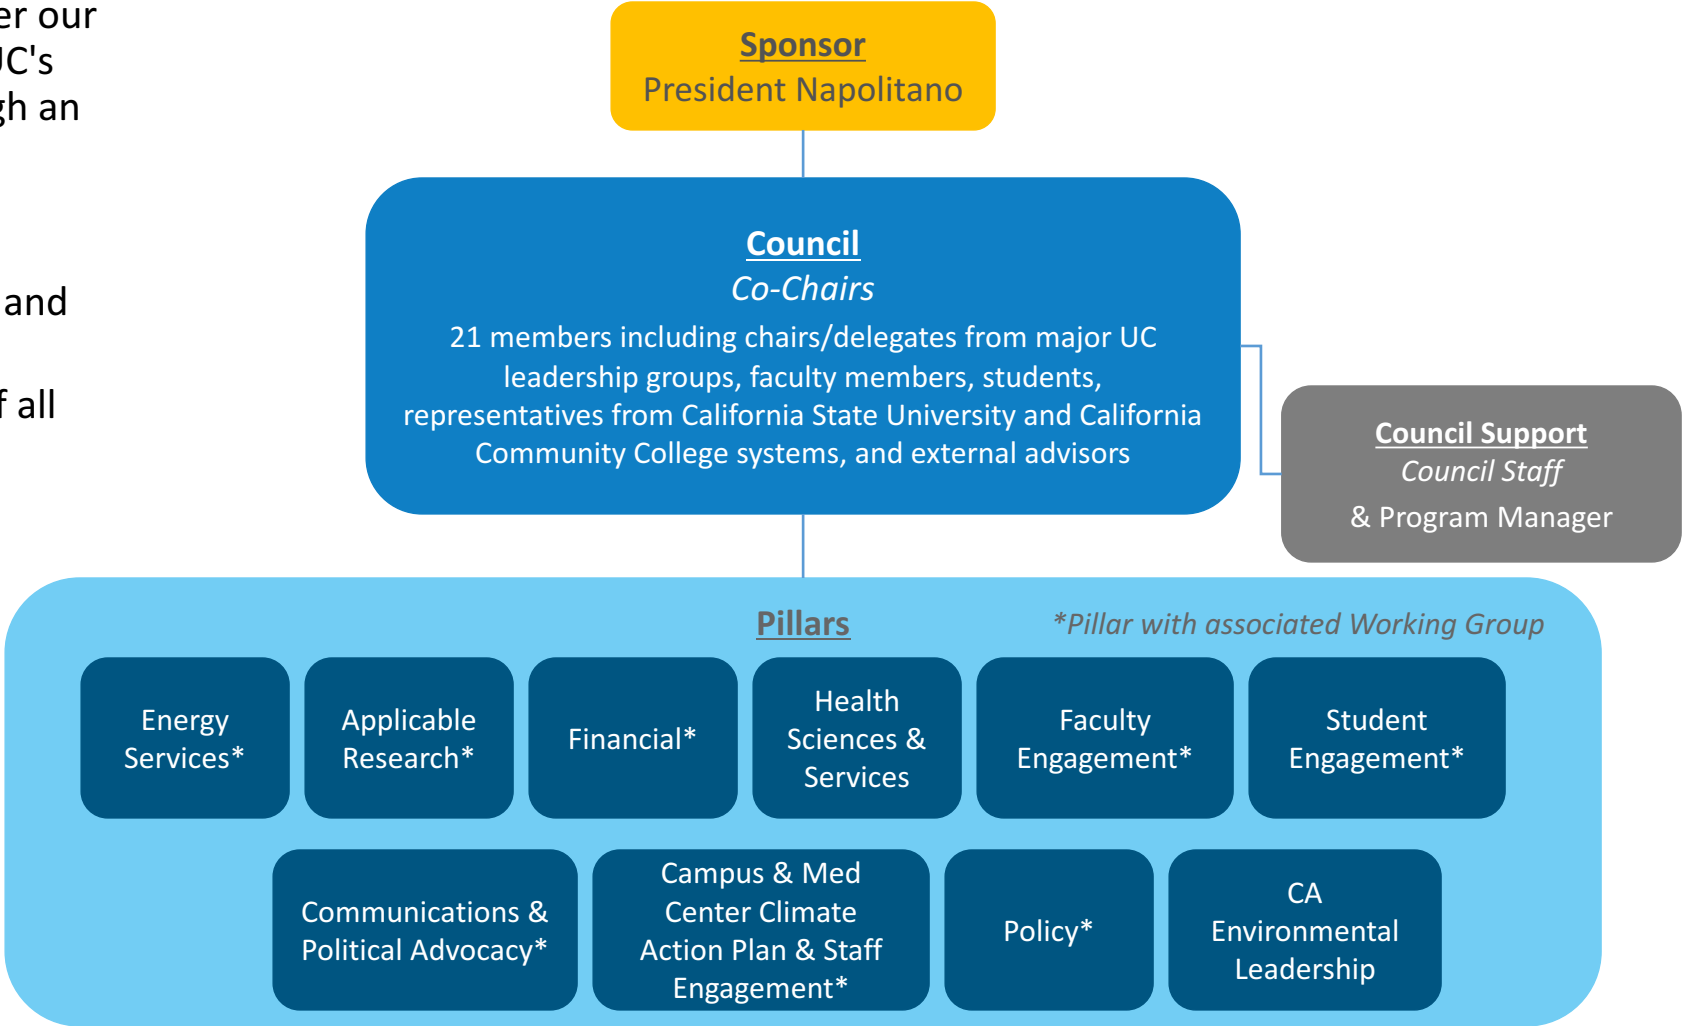 er our
UC's
gh an
and
f all
Sponsor
President Napolitano
Council
Co-Chairs
21 members including chairs/delegates from major UC
leadership groups, faculty members, students,
representatives from California State University and California
Community College systems, and external advisors
Council Support
Council Staff
& Program Manager
Pillars
*Pillar with associated Working Group
Energy
Services*
Applicable
Research*
Financial*
Health
Sciences &
Services
Faculty
Engagement*
Student
Engagement*
Communications &
Political Advocacy*
Campus & Med
Center Climate
Action Plan & Staff
Engagement*
Policy*
CA
Environmental
Leadership